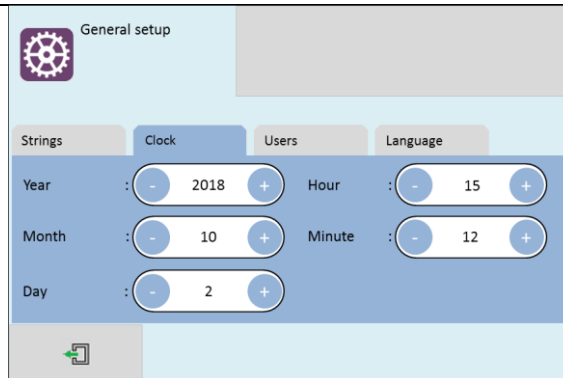 General setup
Strings Clock Users Language
Year : - 2018 + Hour : - 15 +
Month : - 10 + Minute : - 12 +
Day : - 2 +